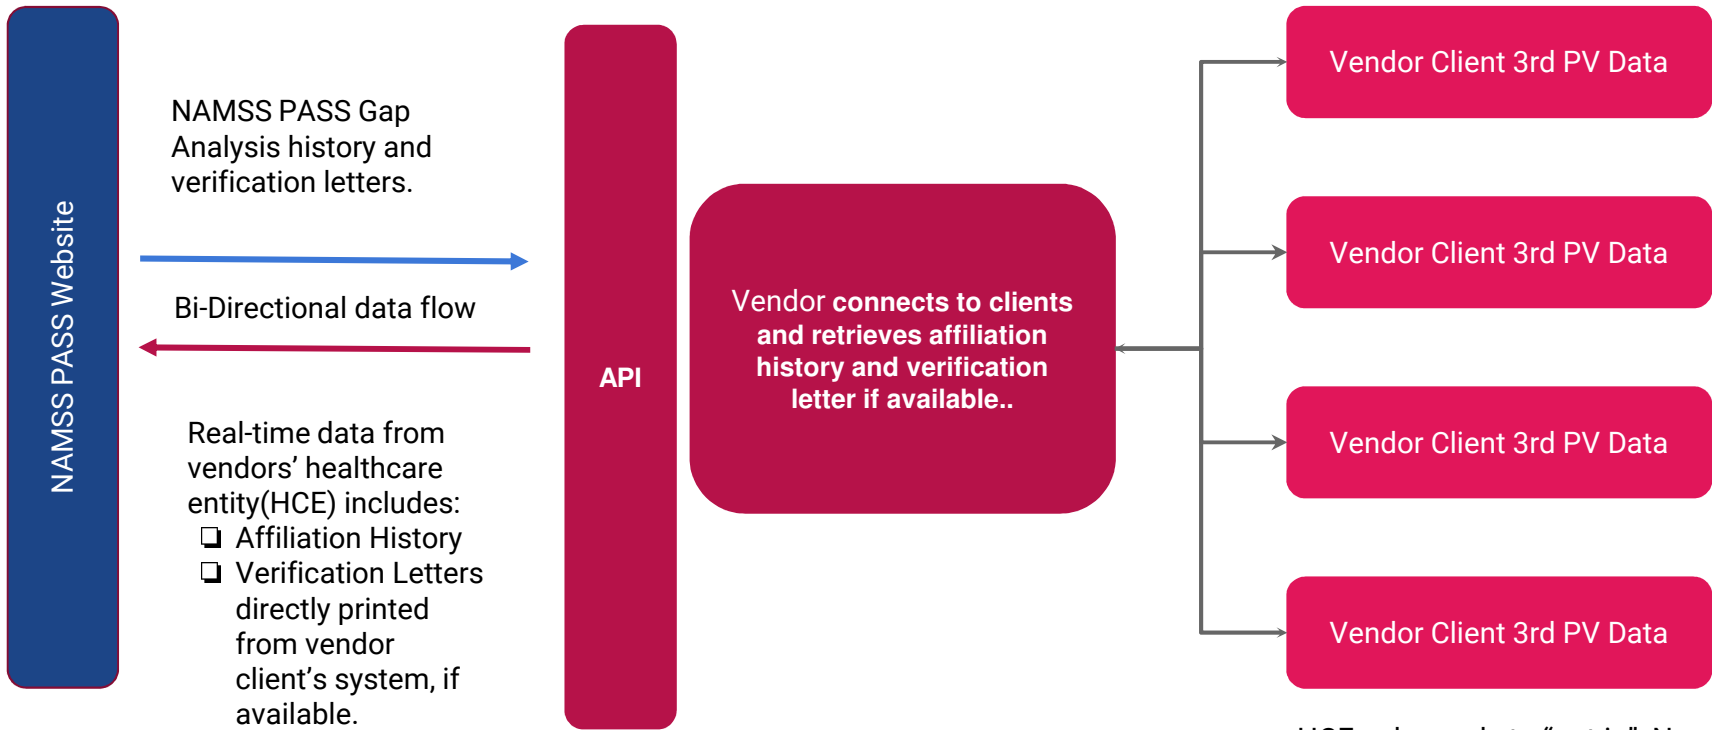 NAMSS PASS Website
NAMSS PASS Gap
Analysis history and
verification letters.
Bi-Directional data flow
Real-time data from
vendors’ healthcare
entity(HCE) includes:
❏ Affiliation History
❏ Verification Letters
directly printed
from vendor
client’s system, if
available.
API
Vendor connects to clients
and retrieves affiliation
history and verification
letter if available..
Vendor Client 3rd PV Data
Vendor Client 3rd PV Data
Vendor Client 3rd PV Data
Vendor Client 3rd PV Data